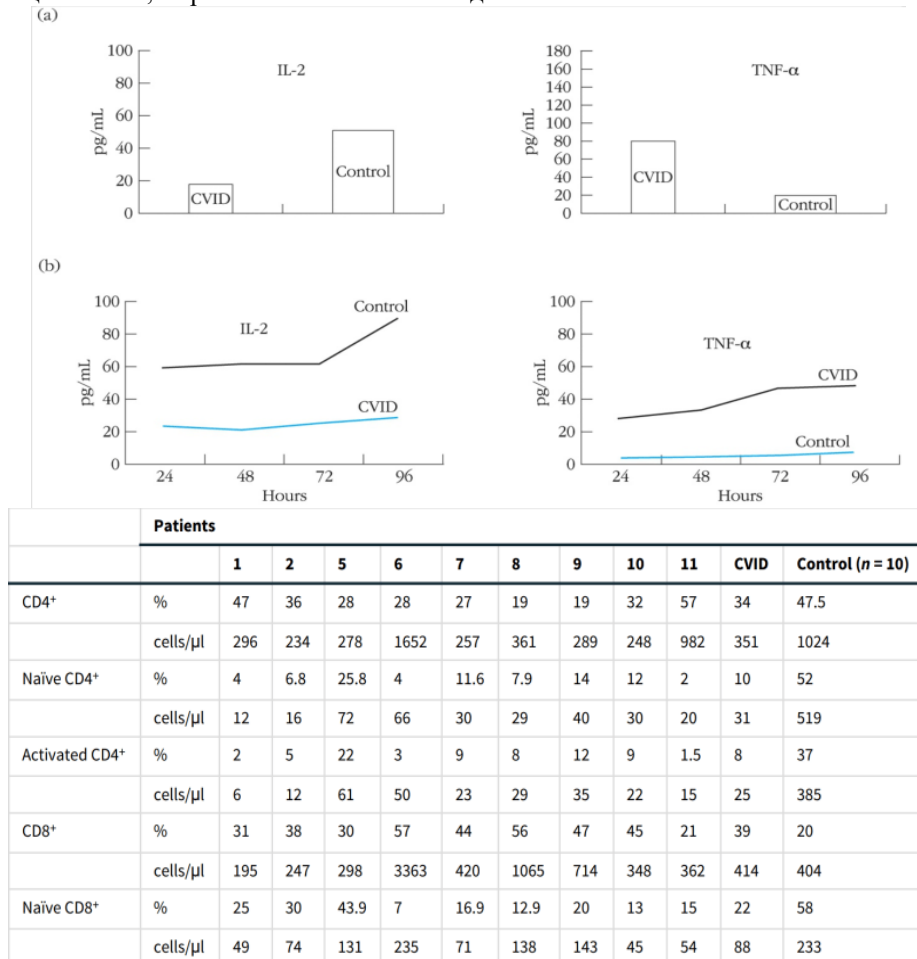 (a)
100
80
60
40
20
0
pg/mL
IL-2
CVID
Control
180
160
140
120
100
80
60
40
20
0
pg/mL
TNF-α
CVID
Control
(b)
100
80
60
40
20
0
pg/mL
IL-2
Control
CVID
24 48 72 96
Hours
100
80
60
40
20
0
pg/mL
TNF-α
CVID
Control
24 48 72 96
Hours
Patients
1 2 5 6 7 8 9 10 11 CVID Control (n = 10)
CD4+ % 47 36 28 28 27 19 19 32 57 34 47.5
cells/μl 296 234 278 1652 257 361 289 248 982 351 1024
Naïve CD4+ % 4 6.8 25.8 4 11.6 7.9 14 12 2 10 52
cells/μl 12 16 72 66 30 29 40 30 20 31 519
Activated CD4+ % 2 5 22 3 9 8 12 9 1.5 8 37
cells/μl 6 12 61 50 23 29 35 22 15 25 385
CD8+ % 31 38 30 57 44 56 47 45 21 39 20
cells/μl 195 247 298 3363 420 1065 714 348 362 414 404
Naïve CD8+ % 25 30 43.9 7 16.9 12.9 20 13 15 22 58
cells/μl 49 74 131 235 71 138 143 45 54 88 233